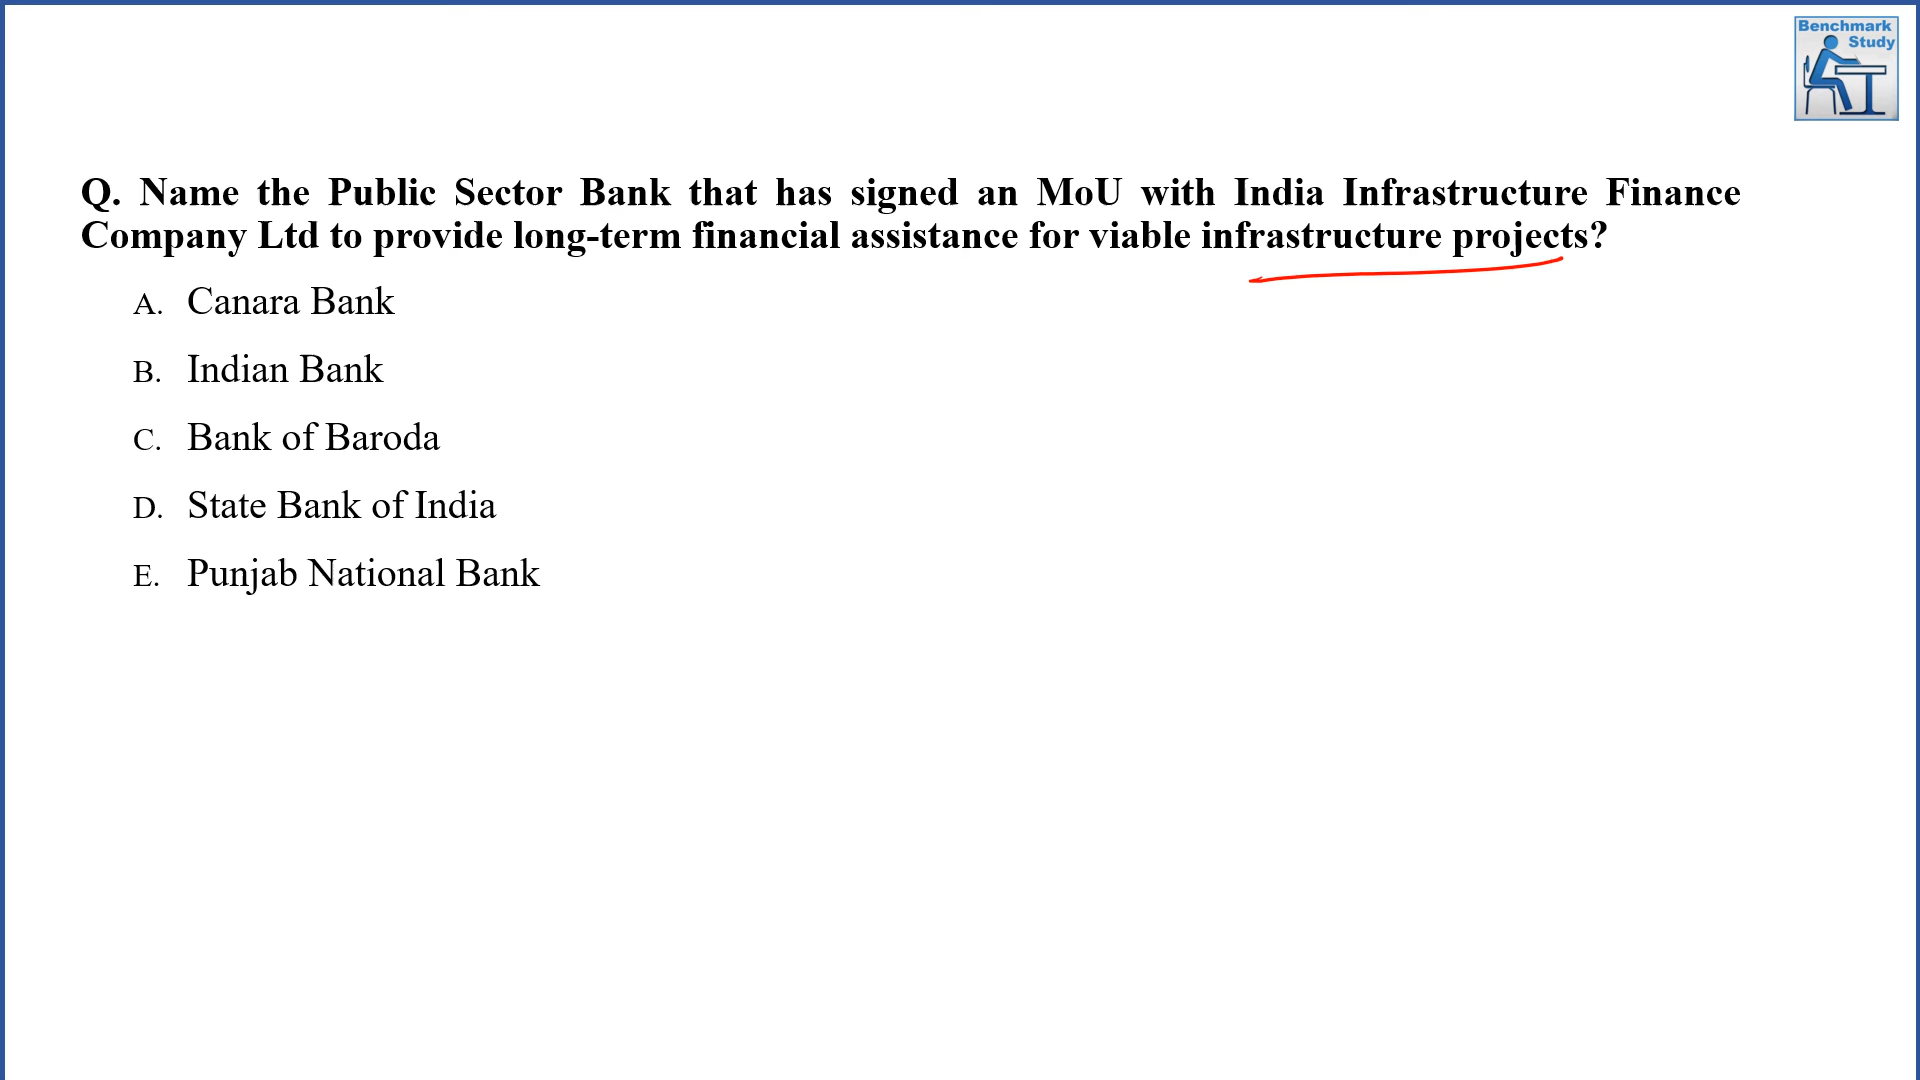 Benchmark
Study
Q. Name the Public Sector Bank that has signed an MoU with India Infrastructure Finance
Company Ltd to provide long-term financial assistance for viable infrastructure projects?
A. Canara Bank
B. Indian Bank
C. Bank of Baroda
D. State Bank of India
E. Punjab National Bank